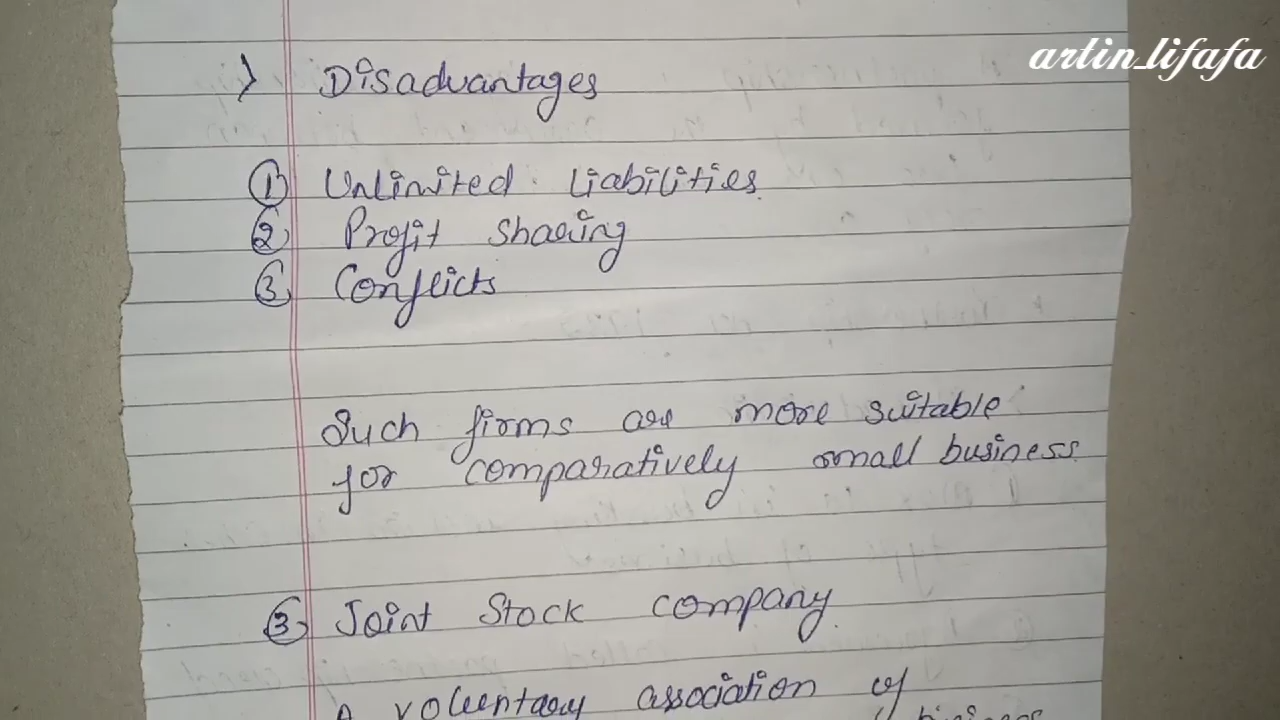 artin_lifafa
> Disadvantages
① Unlimited liabilities
② Profit sharing
③ Conflicts
Such firms are more suitable
for comparatively small business
③ Joint Stock company
A voluntary association of
business